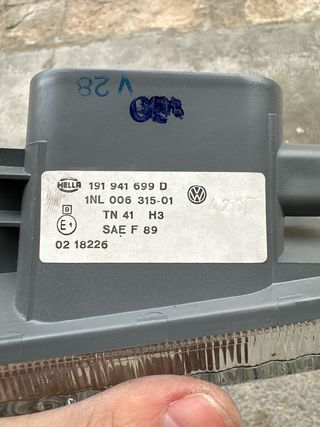 V 28
HELLA 191 941 699 D
1NL 006 315-01
TN 41 H3
B
E1
SAE F 89
02 18226